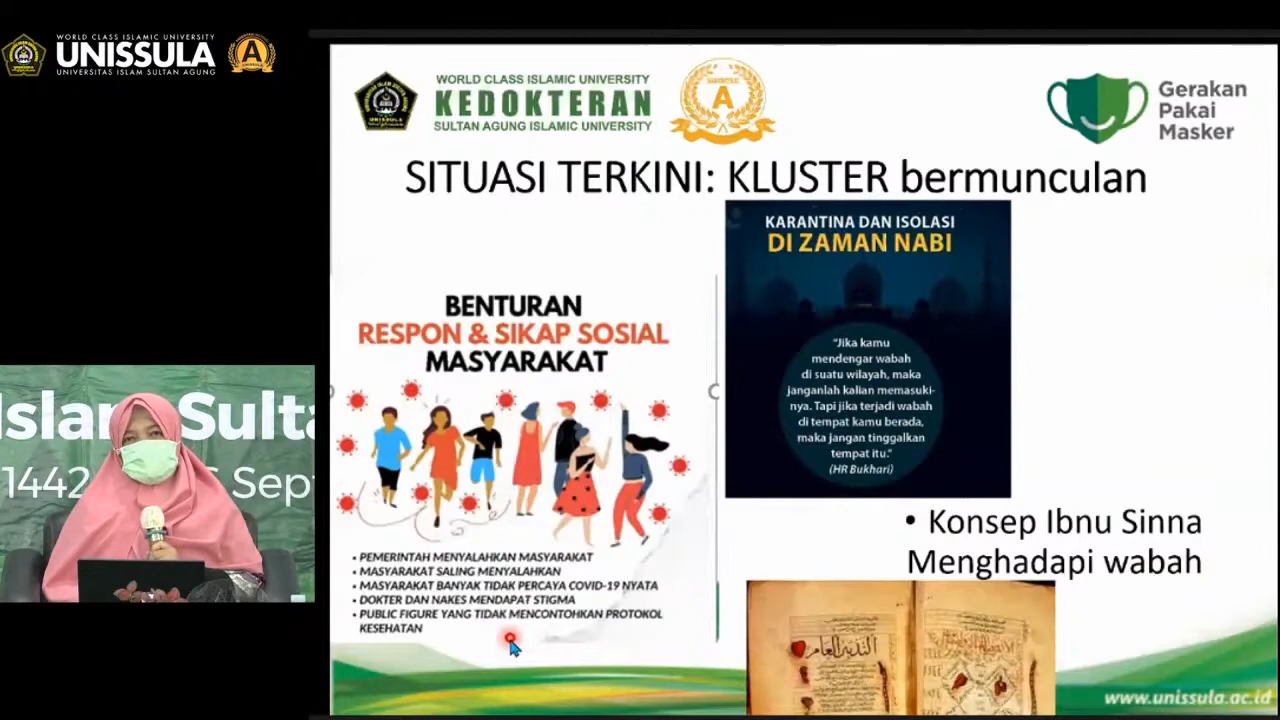 WORLD CLASS ISLAMIC UNIVERSITY
UNISSULA
UNIVERSITAS ISLAM SULTAN AGUNG
A
WORLD CLASS ISLAMIC UNIVERSITY
KEDOKTERAN
SULTAN AGUNG ISLAMIC UNIVERSITY
A
Gerakan
Pakai
Masker
SITUASI TERKINI: KLUSTER bermunculan
BENTURAN
RESPON & SIKAP SOSIAL
MASYARAKAT
• PEMERINTAH MENYALAHKAN MASYARAKAT
• MASYARAKAT SALING MENYALAHKAN
• MASYARAKAT BANYAK TIDAK PERCAYA COVID-19 NYATA
• DOKTER DAN NAKES MENDAPAT STIGMA
• PUBLIC FIGURE YANG TIDAK MENCONTOHKAN PROTOKOL
KESEHATAN
KARANTINA DAN ISOLASI
DI ZAMAN NABI
"Jika kamu
mendengar wabah
di suatu wilayah, maka
janganlah kalian memasuki-
nya. Tapi jika terjadi wabah
di tempat kamu berada,
maka jangan tinggalkan
tempat itu."
(HR Bukhari)
• Konsep Ibnu Sinna
Menghadapi wabah
Islam Sulta
1442
Sept
www.unissula.ac.id